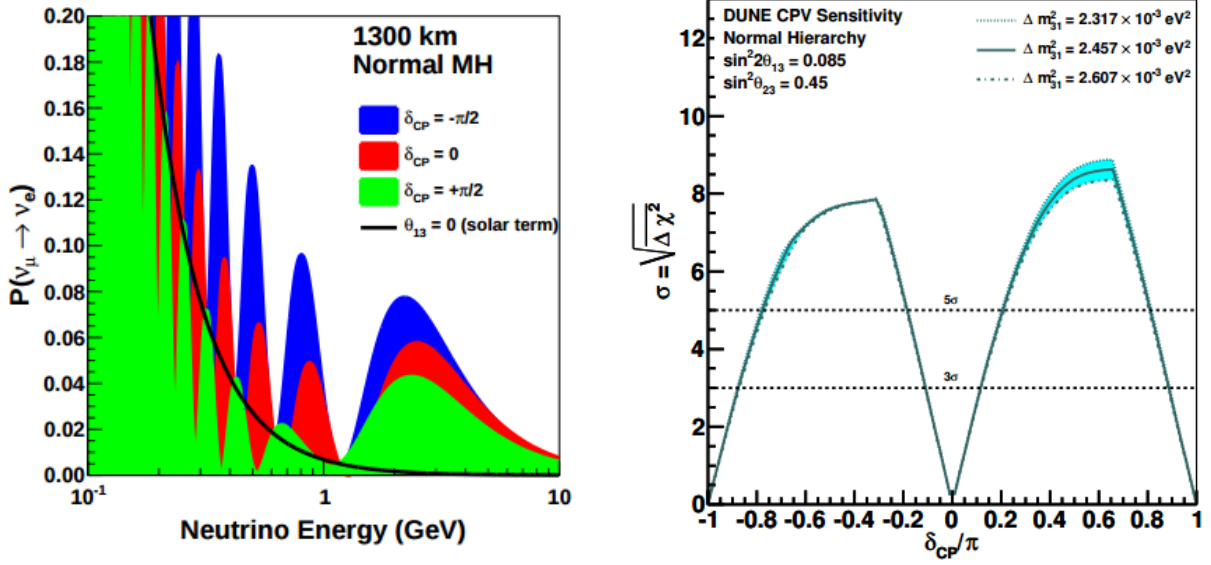 0.20
0.18
0.16
0.14
0.12
0.10
0.08
0.06
0.04
0.02
0.00
P(νμ → νe)
1300 km
Normal MH
δCP = -π/2
δCP = 0
δCP = +π/2
θ13 = 0 (solar term)
10⁻¹ 1 10
Neutrino Energy (GeV)
DUNE CPV Sensitivity
Normal Hierarchy
sin²2θ13 = 0.085
sin²θ23 = 0.45
Δ m²31 = 2.317 × 10⁻³ eV²
Δ m²31 = 2.457 × 10⁻³ eV²
Δ m²31 = 2.607 × 10⁻³ eV²
12
10
8
6
4
2
0
σ = √Δχ²
5σ
3σ
-1 -0.8 -0.6 -0.4 -0.2 0 0.2 0.4 0.6 0.8 1
δCP/π